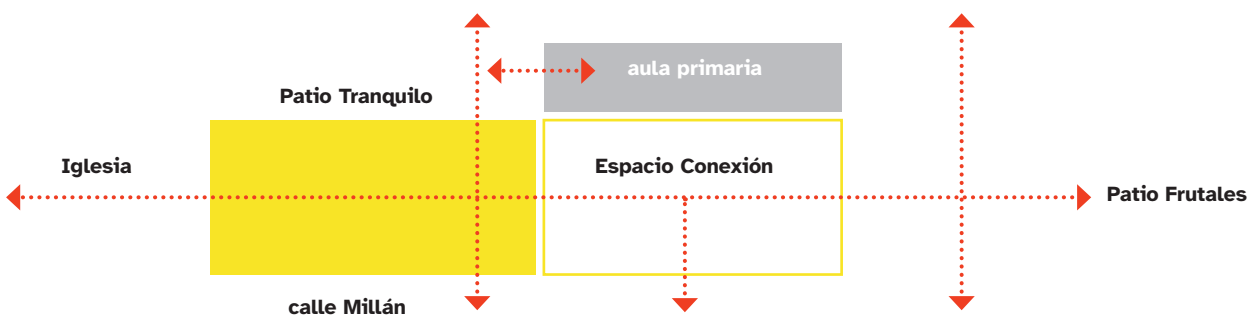 aula primaria
Patio Tranquilo
Iglesia
Espacio Conexión
Patio Frutales
calle Millán